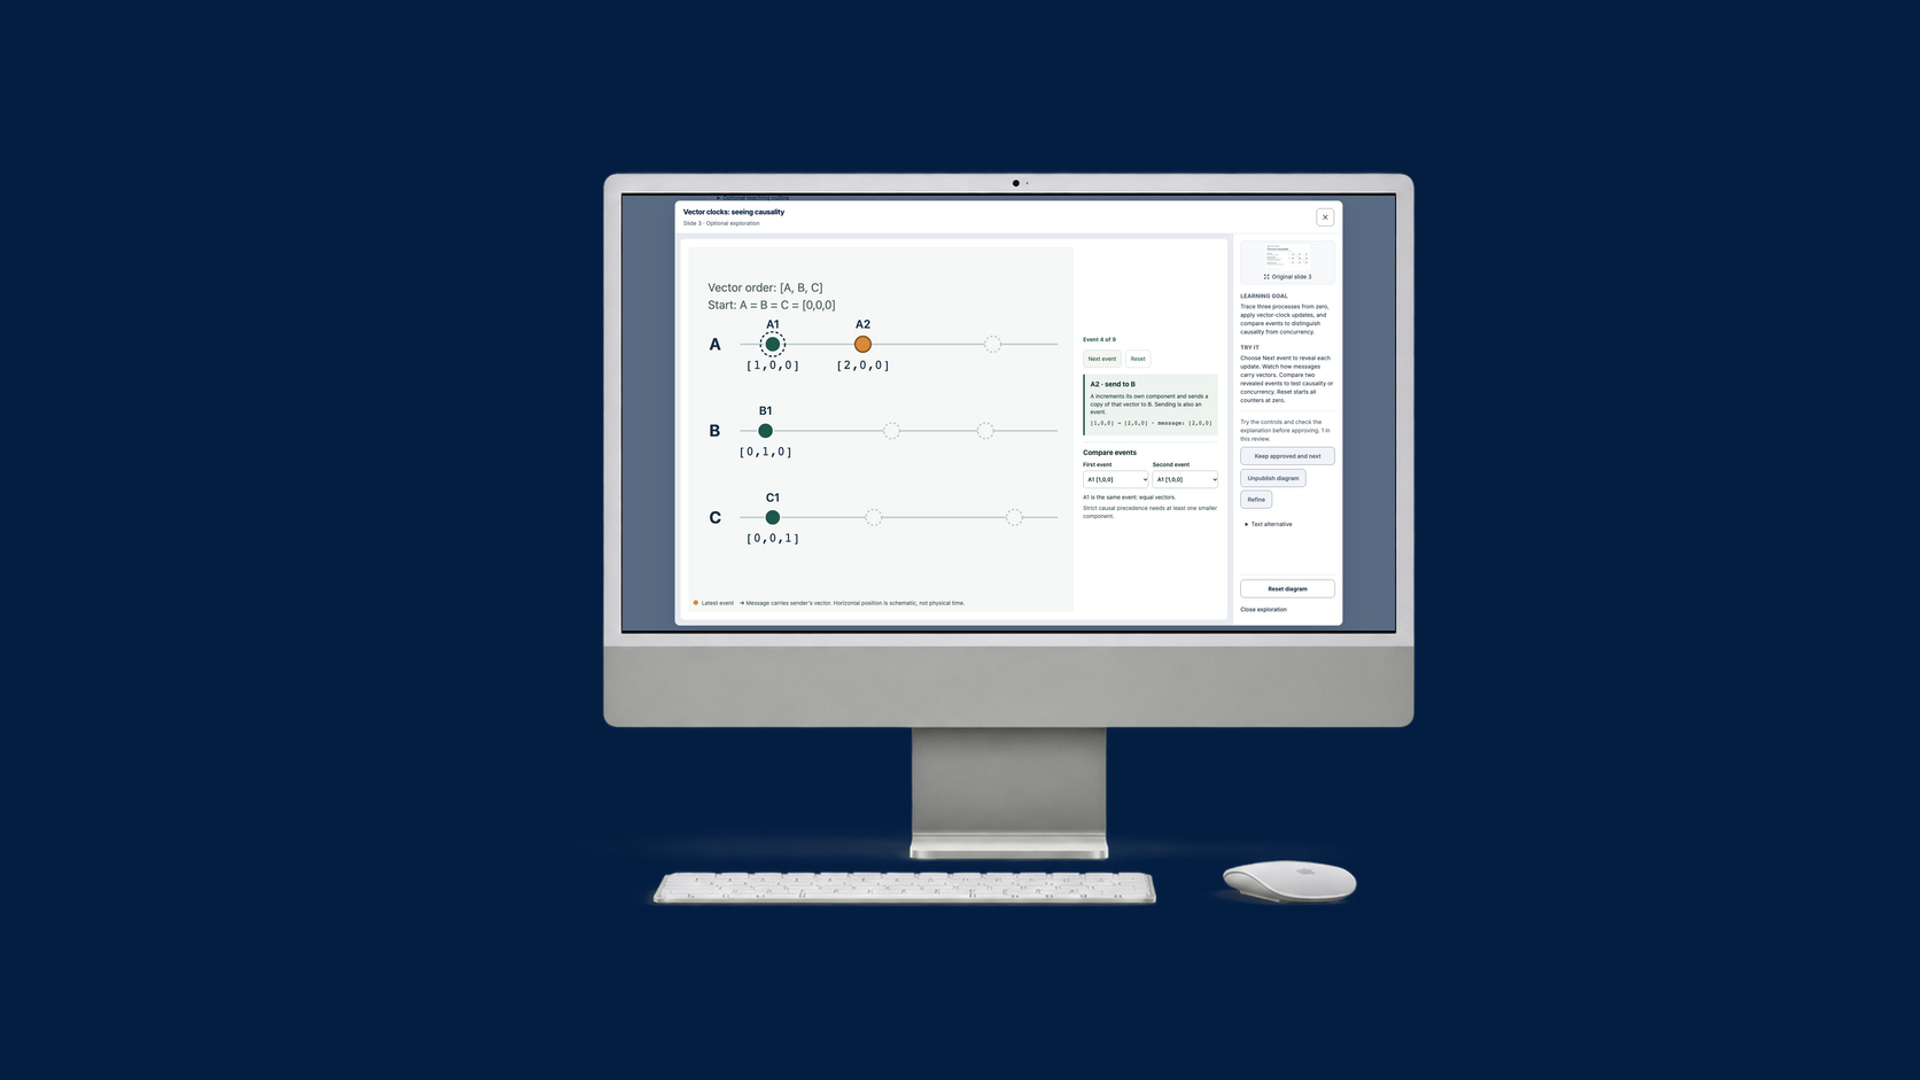 Vector clocks: seeing causality
Slide 3 · Optional exploration
×
Vector order: [A, B, C]
Start: A = B = C = [0,0,0]
A1
A2
A
[1,0,0]
[2,0,0]
B1
B
[0,1,0]
C1
C
[0,0,1]
Latest event → Message carries sender's vector. Horizontal position is schematic, not physical time.
Event 4 of 9
Next event
Reset
A2 · send to B
A increments its own component and sends a
copy of that vector to B. Sending is also an
event.
[1,0,0] → [2,0,0] · message: [2,0,0]
Compare events
First event
Second event
A1 [1,0,0]
A1 [1,0,0]
A1 is the same event: equal vectors.
Strict causal precedence needs at least one smaller
component.
Original slide 3
LEARNING GOAL
Trace three processes from zero,
apply vector-clock updates, and
compare events to distinguish
causality from concurrency.
TRY IT
Choose Next event to reveal each
update. Watch how messages
carry vectors. Compare two
revealed events to test causality or
concurrency. Reset starts all
counters at zero.
Try the controls and check the
explanation before approving. 1 in
this review.
Keep approved and next
Unpublish diagram
Refine
Text alternative
Reset diagram
Close exploration